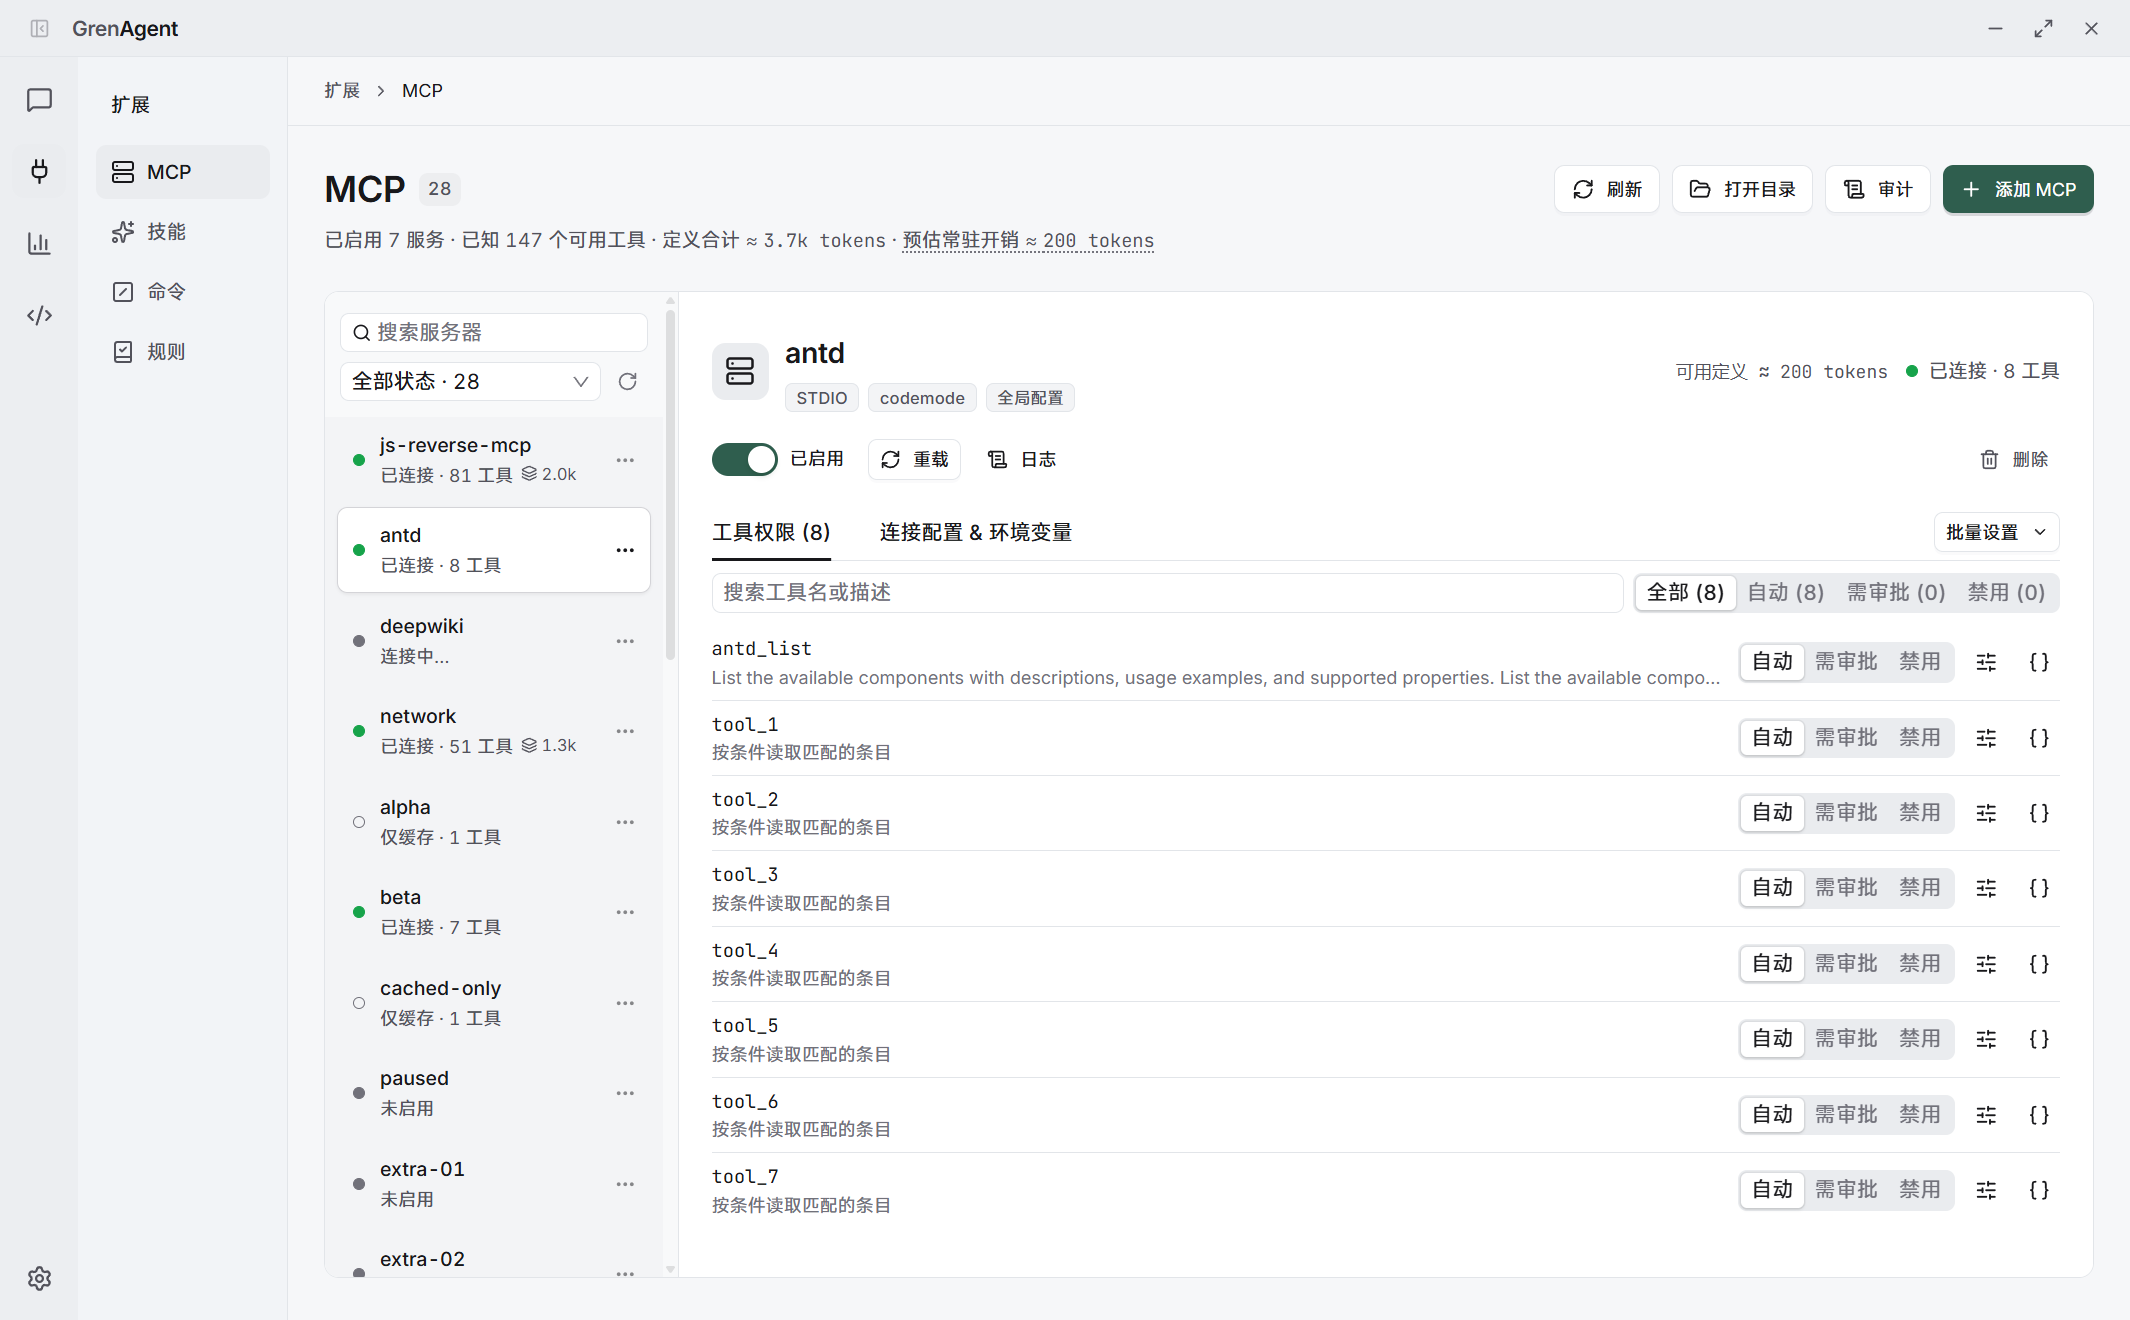 GrenAgent
扩展
MCP
技能
命令
规则
扩展 > MCP
MCP 28
刷新
打开目录
审计
添加 MCP
已启用 7 服务 · 已知 147 个可用工具 · 定义合计 ≈ 3.7k tokens · 预估常驻开销 ≈ 200 tokens
搜索服务器
全部状态 · 28
js-reverse-mcp
已连接 · 81 工具 2.0k
antd
已连接 · 8 工具
deepwiki
连接中...
network
已连接 · 51 工具 1.3k
alpha
仅缓存 · 1 工具
beta
已连接 · 7 工具
cached-only
仅缓存 · 1 工具
paused
未启用
extra-01
未启用
extra-02
antd
STDIO codemode 全局配置
可用定义 ≈ 200 tokens 已连接 · 8 工具
已启用 重载 日志 删除
工具权限 (8) 连接配置 & 环境变量 批量设置
搜索工具名或描述 全部 (8) 自动 (8) 需审批 (0) 禁用 (0)
antd_list
List the available components with descriptions, usage examples, and supported properties. List the available compo...
自动 需审批 禁用 {}
tool_1
按条件读取匹配的条目
自动 需审批 禁用 {}
tool_2
按条件读取匹配的条目
自动 需审批 禁用 {}
tool_3
按条件读取匹配的条目
自动 需审批 禁用 {}
tool_4
按条件读取匹配的条目
自动 需审批 禁用 {}
tool_5
按条件读取匹配的条目
自动 需审批 禁用 {}
tool_6
按条件读取匹配的条目
自动 需审批 禁用 {}
tool_7
按条件读取匹配的条目
自动 需审批 禁用 {}